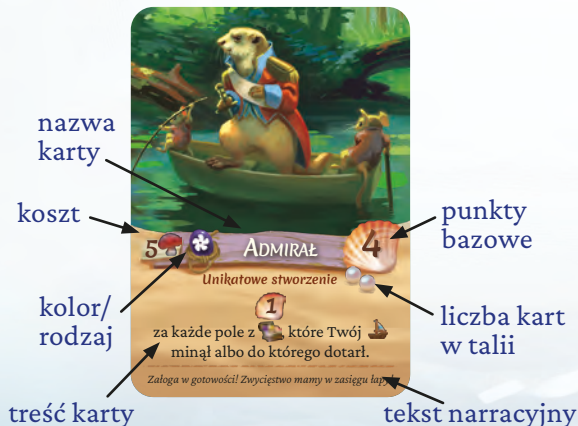 nazwa
karty
koszt
kolor/
rodzaj
treść karty
5
Admirał
4
Unikatowe stworzenie
1
za każde pole z które Twój
minął albo do którego dotarł.
Załoga w gotowości! Zwycięstwo mamy w zasięgu łapy!
punkty
bazowe
liczba kart
w talii
tekst narracyjny